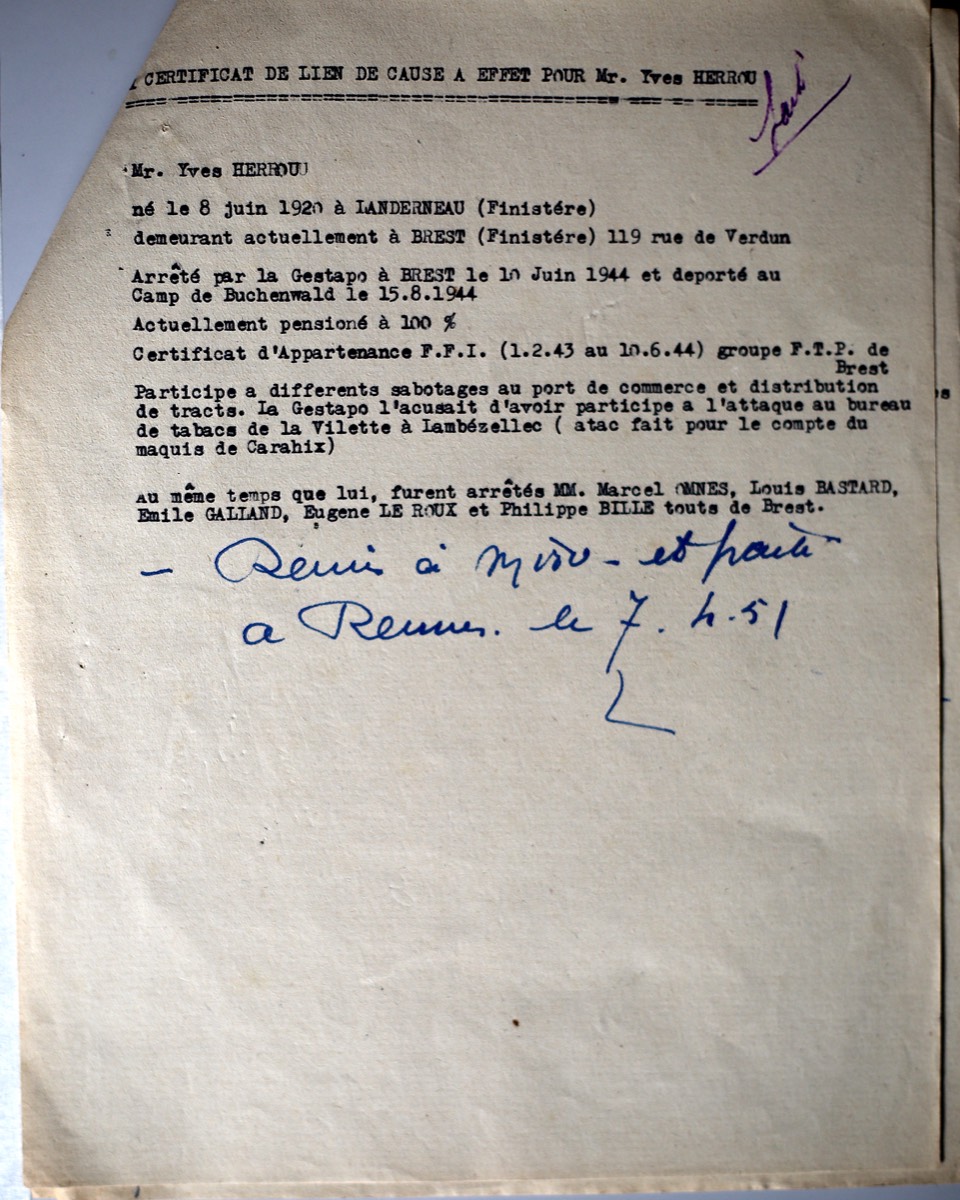 CERTIFICAT DE LIEN DE CAUSE A EFFET POUR Mr. Yves HERROU
Mr. Yves HERROU
né le 8 juin 1920 à LANDERNEAU (Finistére)
demeurant actuellement à BREST (Finistére) 119 rue de Verdun
Arrêté par la Gestapo à BREST le 10 Juin 1944 et deporté au
Camp de Buchenwald le 15.8.1944
Actuellement pensioné à 100 %
Certificat d'Appartenance F.F.I. (1.2.43 au 10.6.44) groupe F.T.P. de
Brest
Participe a differents sabotages au port de commerce et distribution
de tracts. La Gestapo l'acusait d'avoir participe a l'attaque au bureau
de tabacs de la Vilette à Lambézellec ( atac fait pour le compte du
maquis de Carahix)
Au même temps que lui, furent arrêtés MM. Marcel OMNES, Louis BASTARD,
Emile GALLAND, Eugene LE ROUX et Philippe BILLE touts de Brest.
- Remis à - et
a Rennes. le 7. 4.51